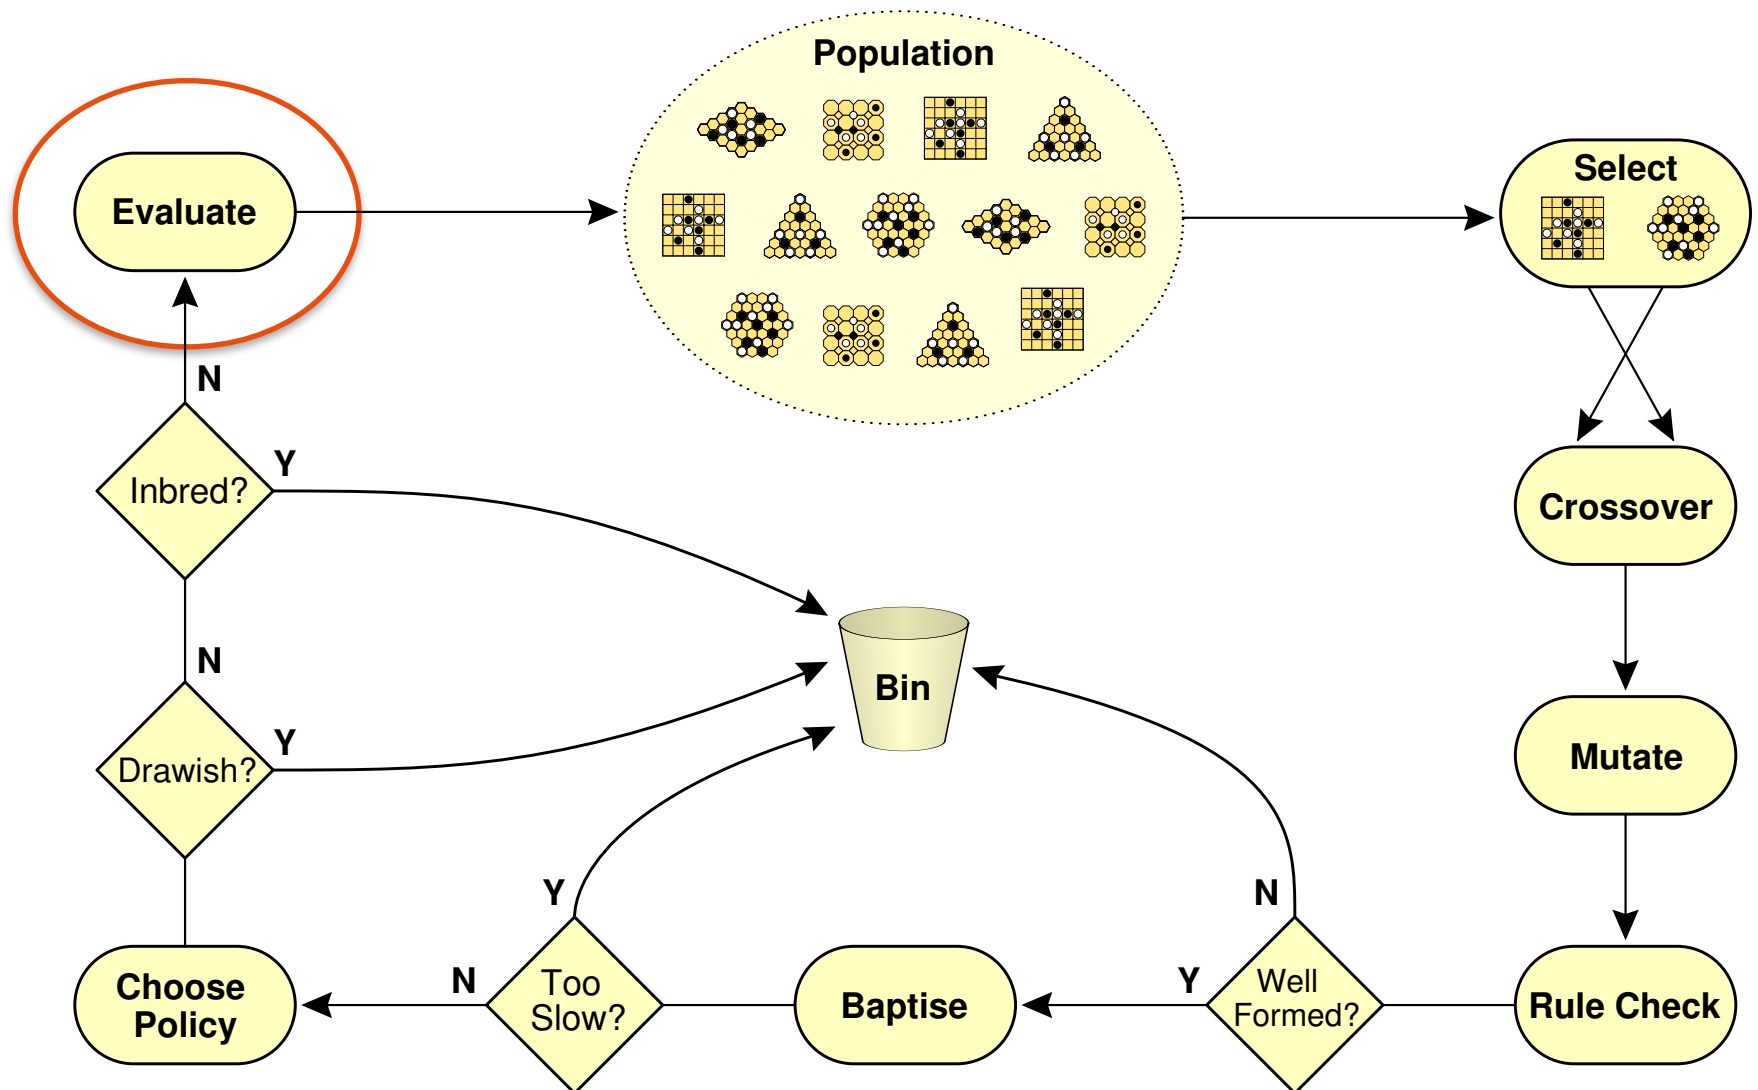 Population
Evaluate
Select
N
Y
Inbred?
Crossover
N
Bin
Y
Drawish?
Mutate
Y
N
Choose
Policy
N
Too
Slow?
Baptise
Y
Well
Formed?
Rule Check